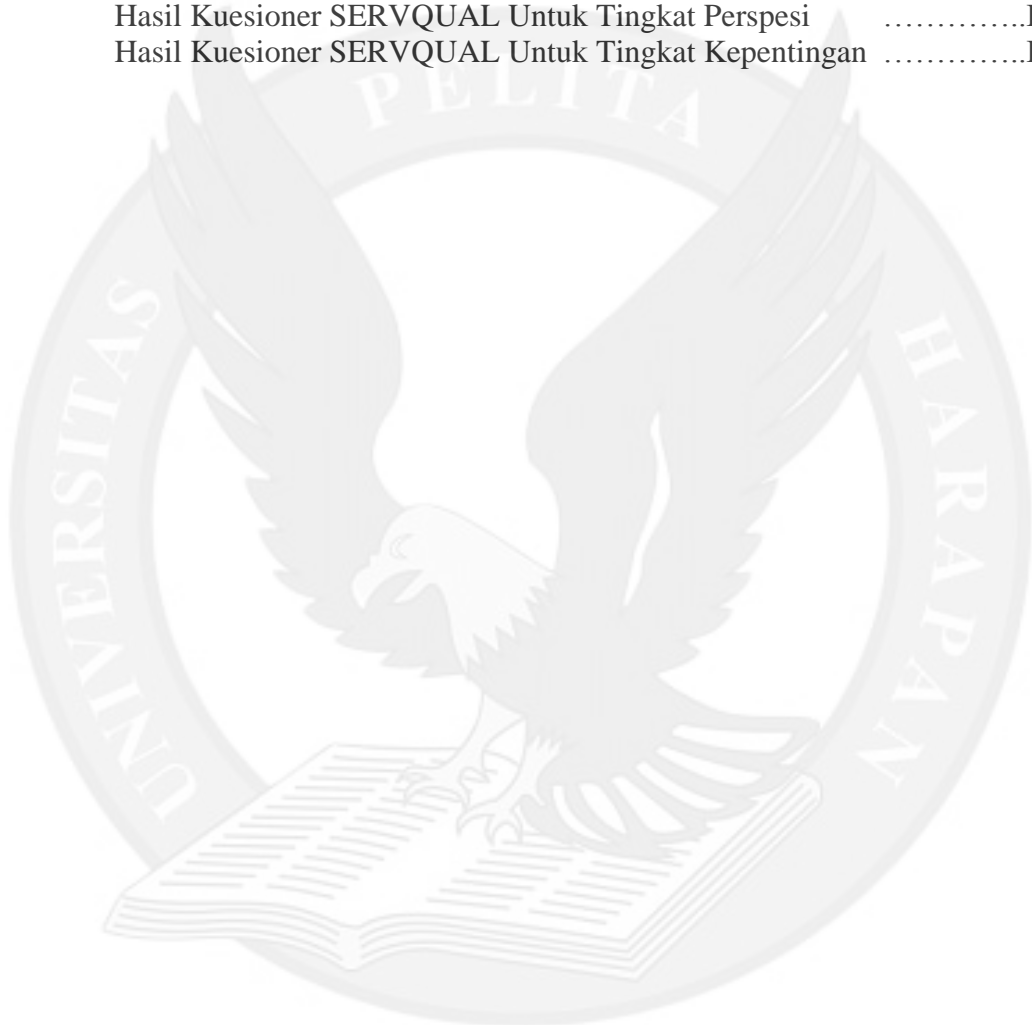 Hasil Kuesioner SERVQUAL Untuk Tingkat Perspesi …………..
Hasil Kuesioner SERVQUAL Untuk Tingkat Kepentingan …………..
UNIVERSITAS PELITA HARAPAN